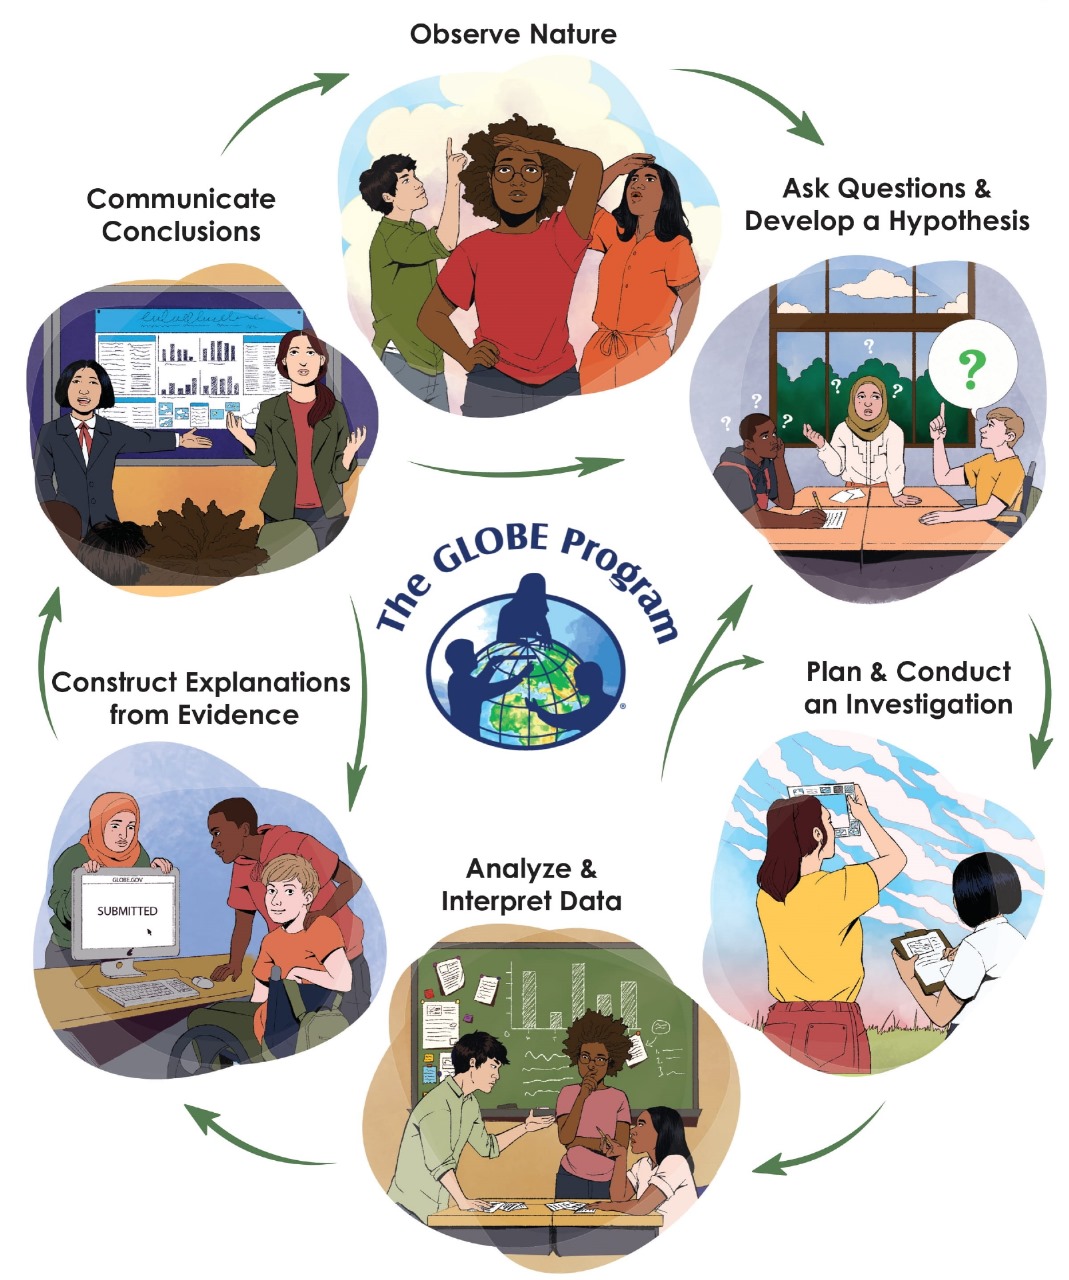 Observe Nature
Ask Questions &
Develop a Hypothesis
?
?
?
?
?
?
?
Plan & Conduct
an Investigation
Analyze &
Interpret Data
0
Construct Explanations
from Evidence
GLOBE.GOV
SUBMITTED
Communicate
Conclusions
The GLOBE Program
®